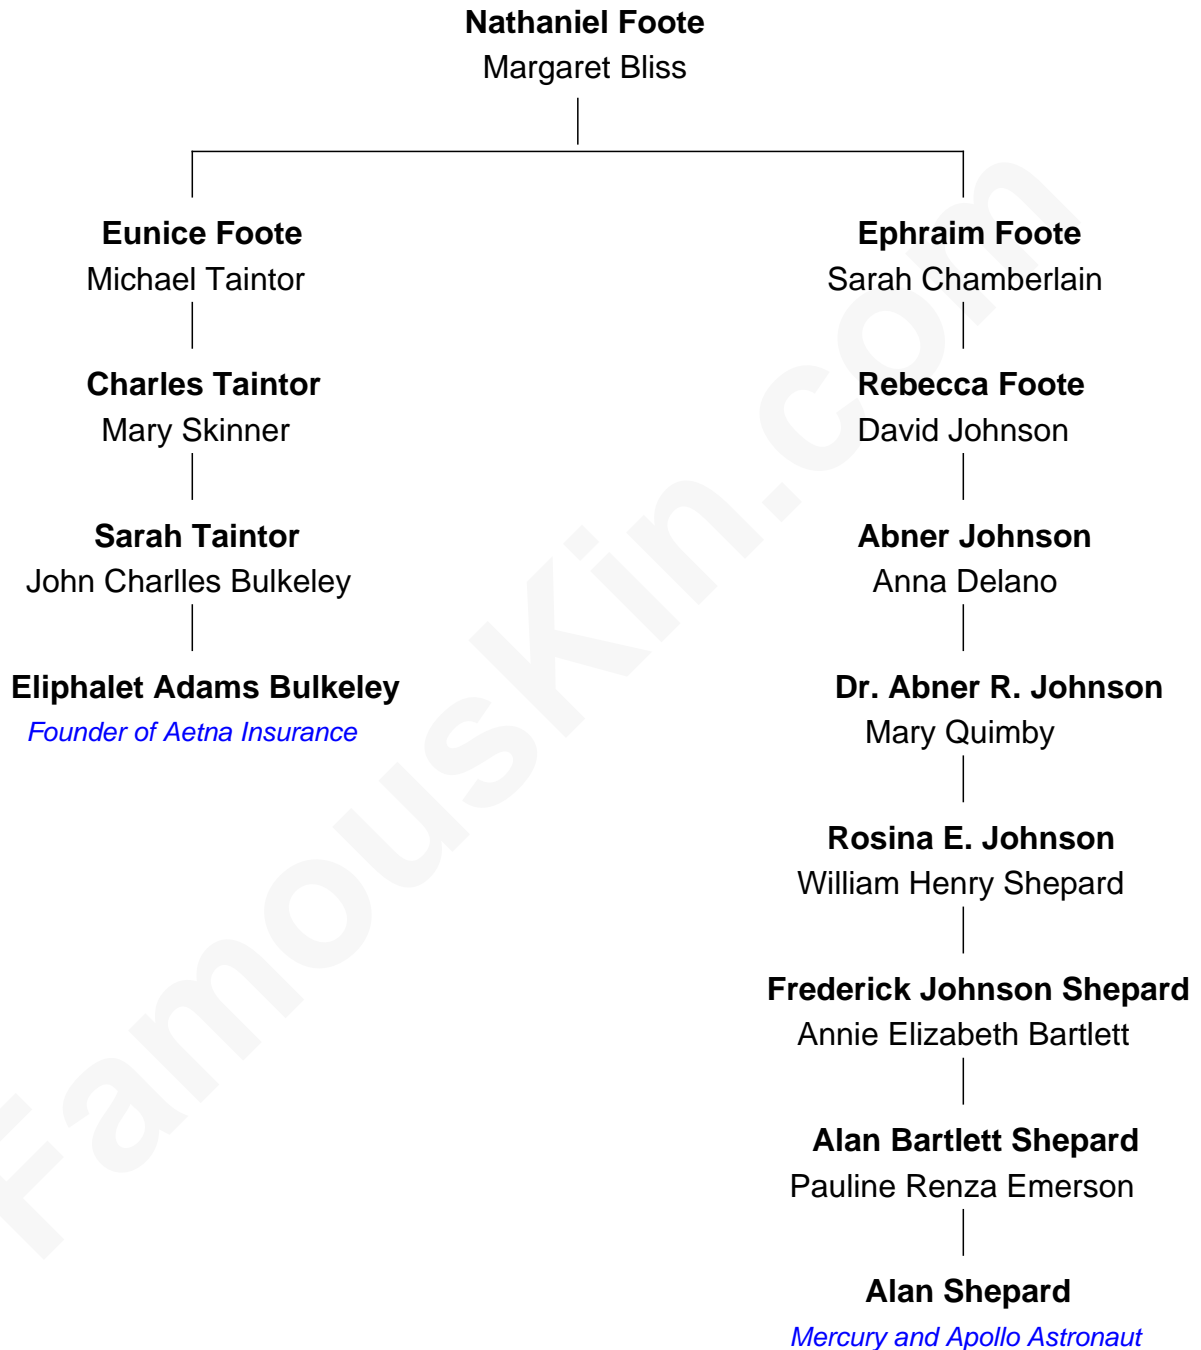 Nathaniel Foote
Margaret Bliss
Eunice Foote
Michael Taintor
Charles Taintor
Mary Skinner
Sarah Taintor
John Charlles Bulkeley
Eliphalet Adams Bulkeley
Founder of Aetna Insurance
Ephraim Foote
Sarah Chamberlain
Rebecca Foote
David Johnson
Abner Johnson
Anna Delano
Dr. Abner R. Johnson
Mary Quimby
Rosina E. Johnson
William Henry Shepard
Frederick Johnson Shepard
Annie Elizabeth Bartlett
Alan Bartlett Shepard
Pauline Renza Emerson
Alan Shepard
Mercury and Apollo Astronaut
FamousKin.com